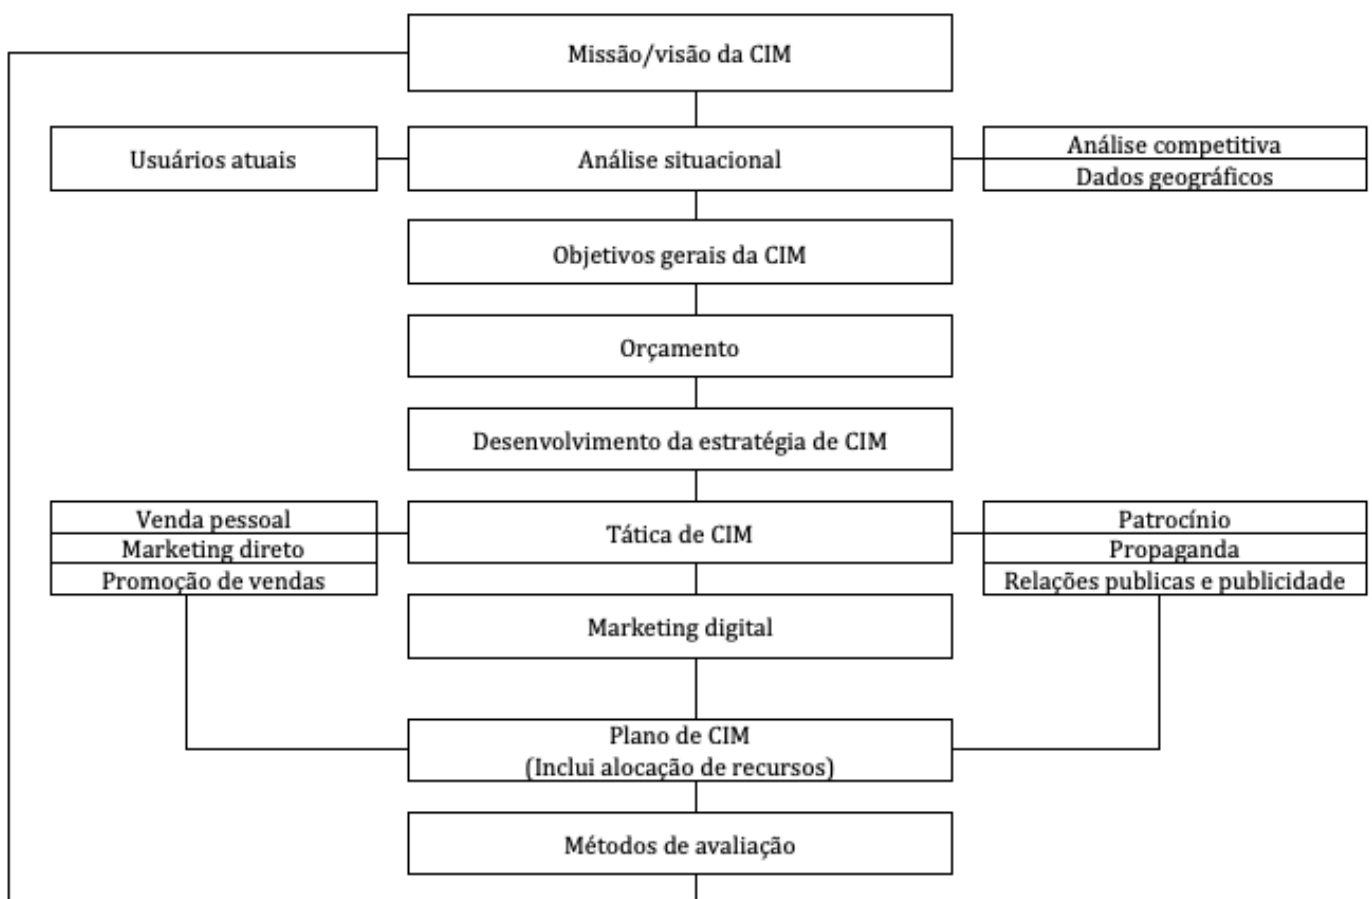 Missão/visão da CIM
Usuários atuais
Análise situacional
Análise competitiva
Dados geográficos
Objetivos gerais da CIM
Orçamento
Desenvolvimento da estratégia de CIM
Venda pessoal
Marketing direto
Promoção de vendas
Tática de CIM
Patrocínio
Propaganda
Relações publicas e publicidade
Marketing digital
Plano de CIM
(Inclui alocação de recursos)
Métodos de avaliação